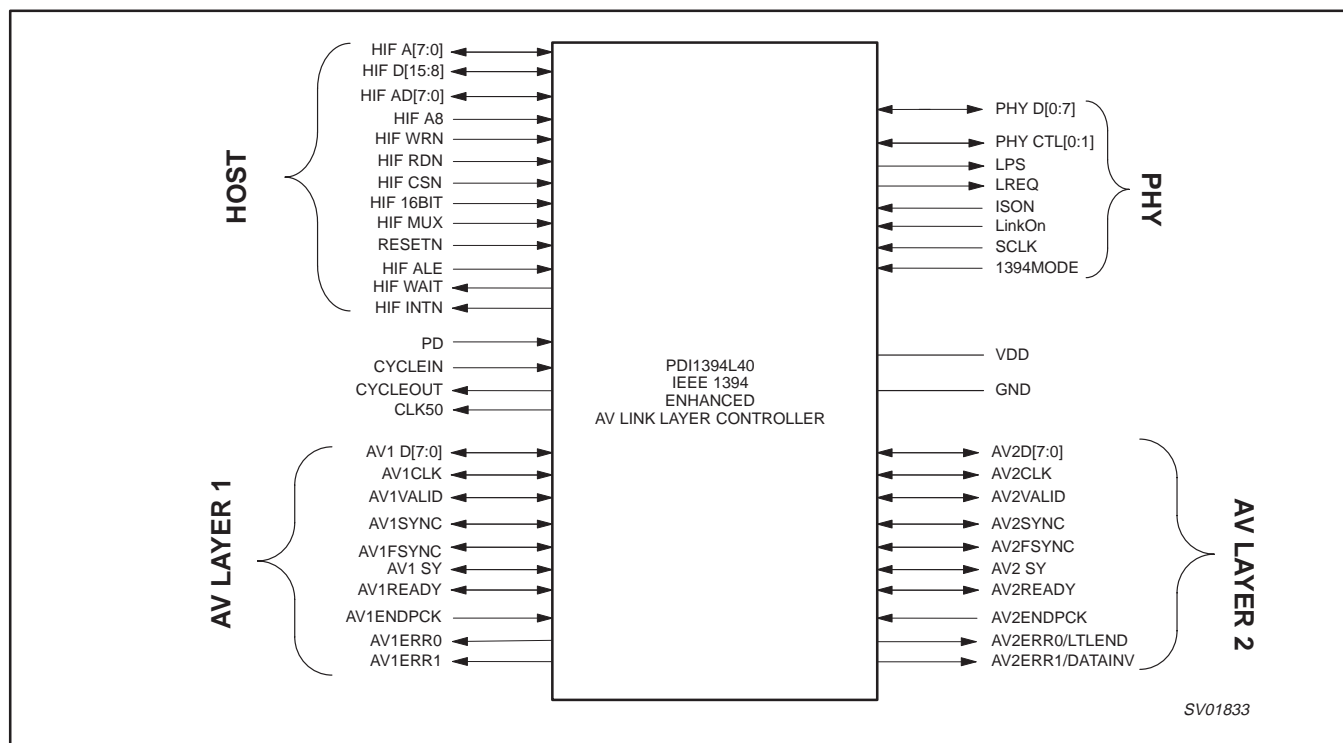 HOST
HIF A[7:0]
HIF D[15:8]
HIF AD[7:0]
HIF A8
HIF WRN
HIF RDN
HIF CSN
HIF 16BIT
HIF MUX
RESETN
HIF ALE
HIF WAIT
HIF INTN
PD
CYCLEIN
CYCLEOUT
CLK50
AV LAYER 1
AV1 D[7:0]
AV1CLK
AV1VALID
AV1SYNC
AV1FSYNC
AV1 SY
AV1READY
AV1ENDPCK
AV1ERR0
AV1ERR1
PDI1394L40
IEEE 1394
ENHANCED
AV LINK LAYER CONTROLLER
PHY D[0:7]
PHY CTL[0:1]
LPS
LREQ
ISON
LinkOn
SCLK
1394MODE
PHY
VDD
GND
AV2D[7:0]
AV2CLK
AV2VALID
AV2SYNC
AV2FSYNC
AV2 SY
AV2READY
AV2ENDPCK
AV2ERR0/LTLEND
AV2ERR1/DATAINV
AV LAYER 2
SV01833